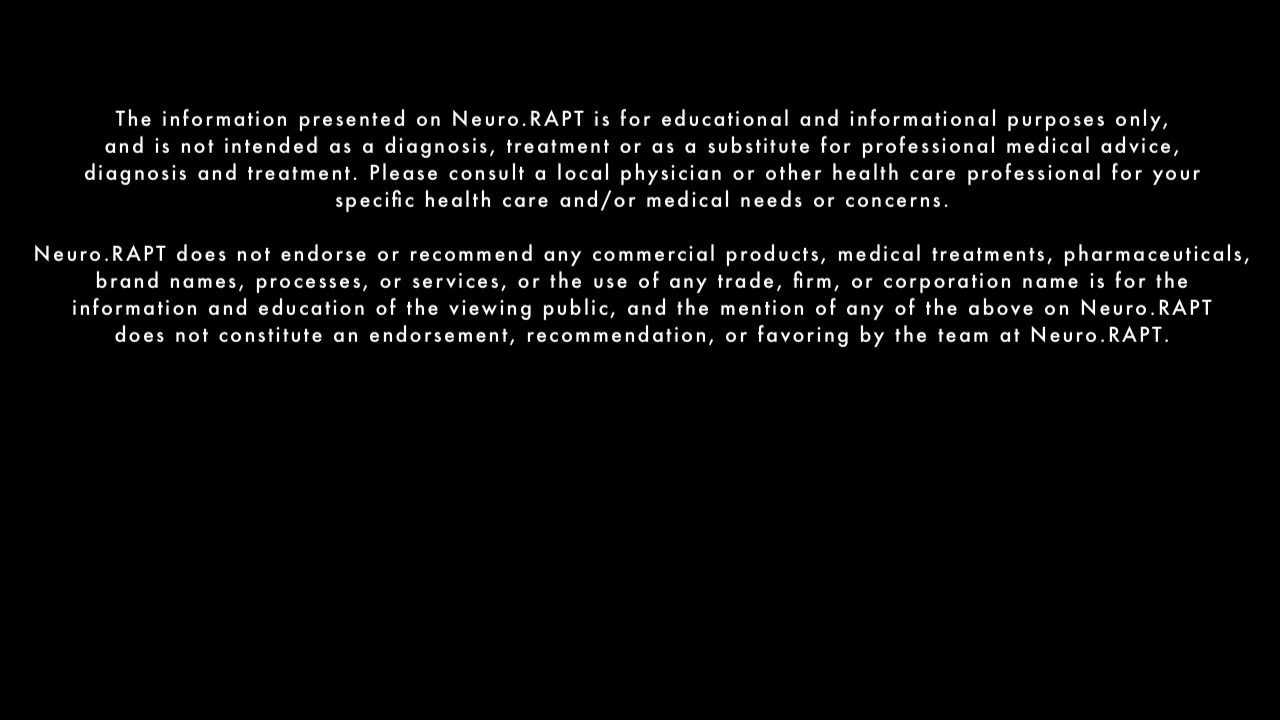 The information presented on Neuro.RAPT is for educational and informational purposes only,
and is not intended as a diagnosis, treatment or as a substitute for professional medical advice,
diagnosis and treatment. Please consult a local physician or other health care professional for your
specific health care and/or medical needs or concerns.
Neuro.RAPT does not endorse or recommend any commercial products, medical treatments, pharmaceuticals,
brand names, processes, or services, or the use of any trade, firm, or corporation name is for the
information and education of the viewing public, and the mention of any of the above on Neuro.RAPT
does not constitute an endorsement, recommendation, or favoring by the team at Neuro.RAPT.